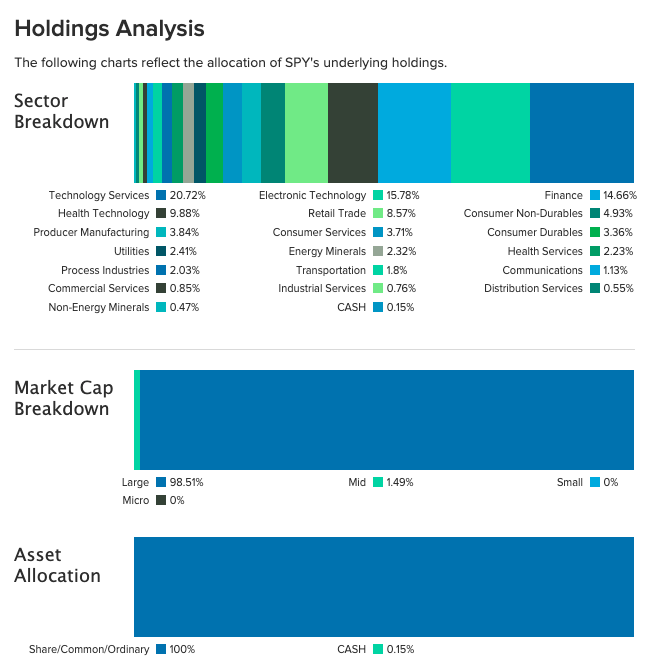 Holdings Analysis
The following charts reflect the allocation of SPY's underlying holdings.
Sector
Breakdown
Technology Services 20.72% Electronic Technology 15.78% Finance 14.66%
Health Technology 9.88% Retail Trade 8.57% Consumer Non-Durables 4.93%
Producer Manufacturing 3.84% Consumer Services 3.71% Consumer Durables 3.36%
Utilities 2.41% Energy Minerals 2.32% Health Services 2.23%
Process Industries 2.03% Transportation 1.8% Communications 1.13%
Commercial Services 0.85% Industrial Services 0.76% Distribution Services 0.55%
Non-Energy Minerals 0.47% CASH 0.15%
Market Cap
Breakdown
Large 98.51% Mid 1.49% Small 0%
Micro 0%
Asset
Allocation
Share/Common/Ordinary 100% CASH 0.15%